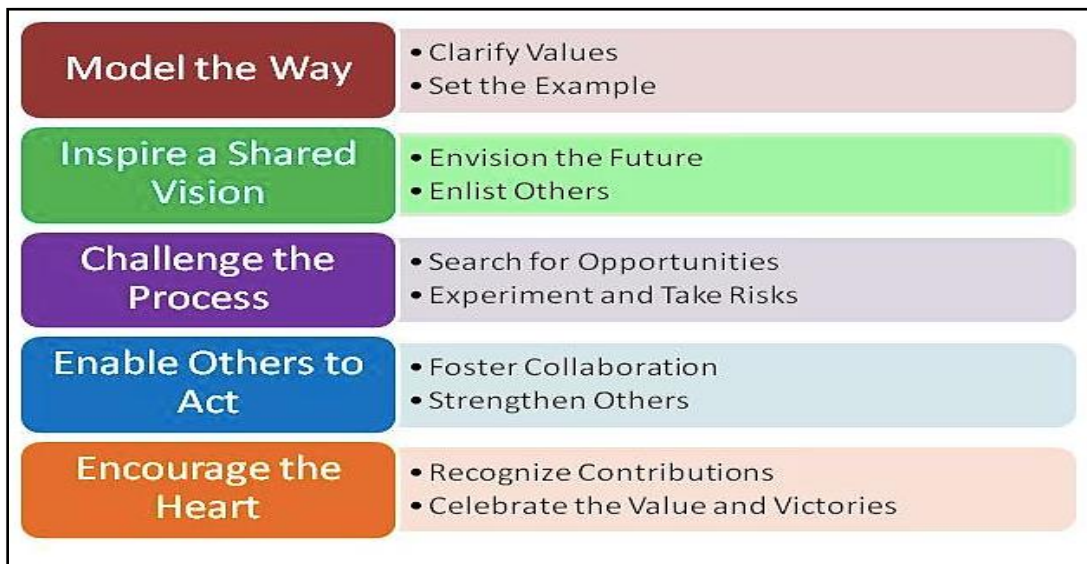 Model the Way
• Clarify Values
• Set the Example
Inspire a Shared
Vision
• Envision the Future
• Enlist Others
Challenge the
Process
• Search for Opportunities
• Experiment and Take Risks
Enable Others to
Act
• Foster Collaboration
• Strengthen Others
Encourage the
Heart
• Recognize Contributions
• Celebrate the Value and Victories